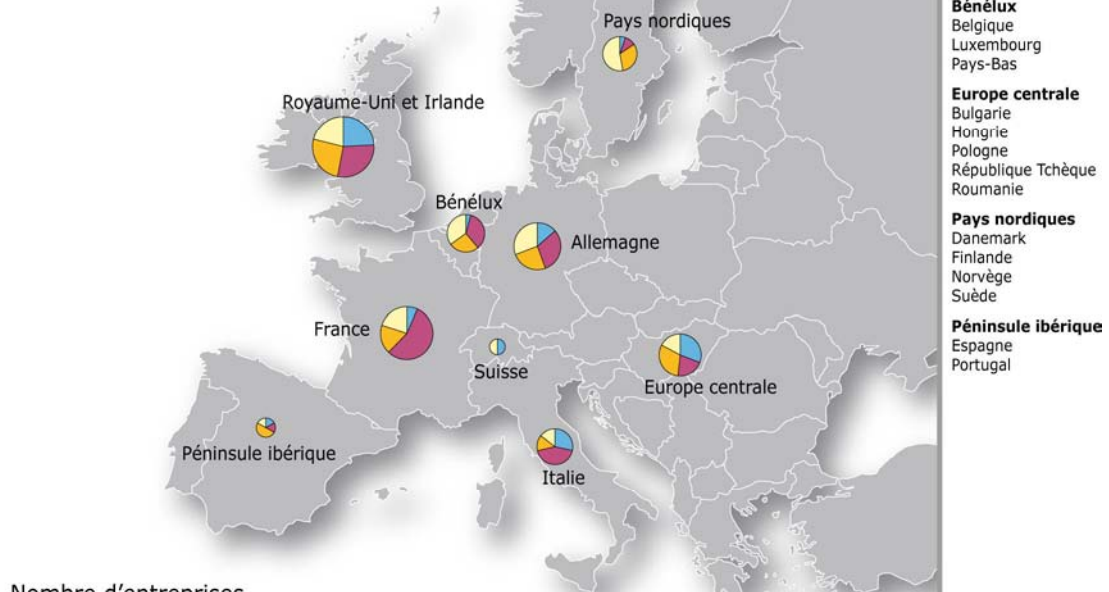 Pays nordiques
Royaume-Uni et Irlande
Bénélux
Allemagne
France
Suisse
Europe centrale
Péninsule ibérique
Italie
Nombre d'entreprises
Bénélux
Belgique
Luxembourg
Pays-Bas
Europe centrale
Bulgarie
Hongrie
Pologne
République Tchèque
Roumanie
Pays nordiques
Danemark
Finlande
Norvège
Suède
Péninsule ibérique
Espagne
Portugal